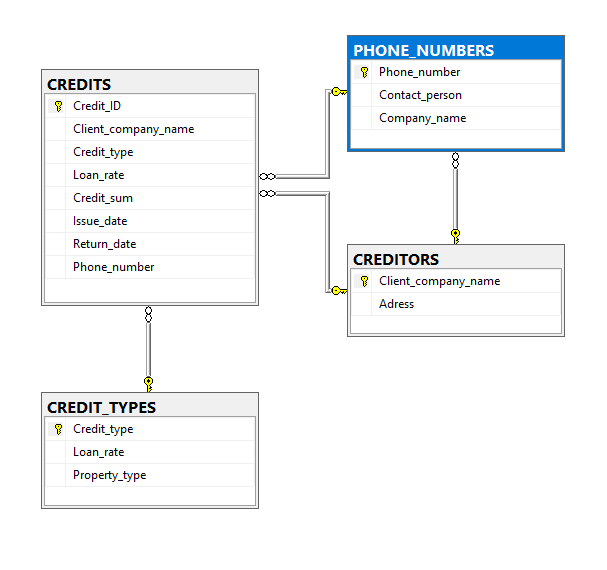 PHONE_NUMBERS
Phone_number
Contact_person
Company_name
CREDITS
Credit_ID
Client_company_name
Credit_type
Loan_rate
Credit_sum
Issue_date
Return_date
Phone_number
CREDITORS
Client_company_name
Adress
CREDIT_TYPES
Credit_type
Loan_rate
Property_type